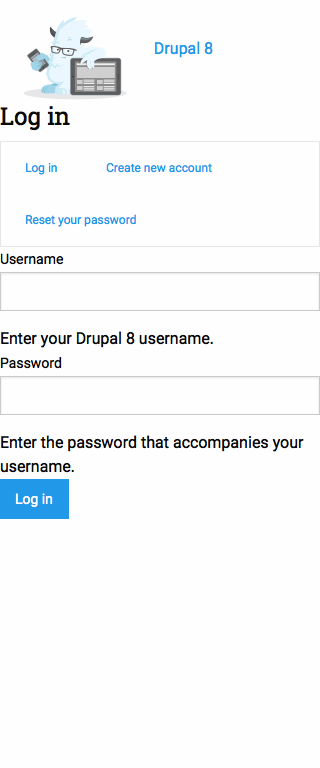 Drupal 8
Log in
Log in
Create new account
Reset your password
Username
Enter your Drupal 8 username.
Password
Enter the password that accompanies your
username.
Log in